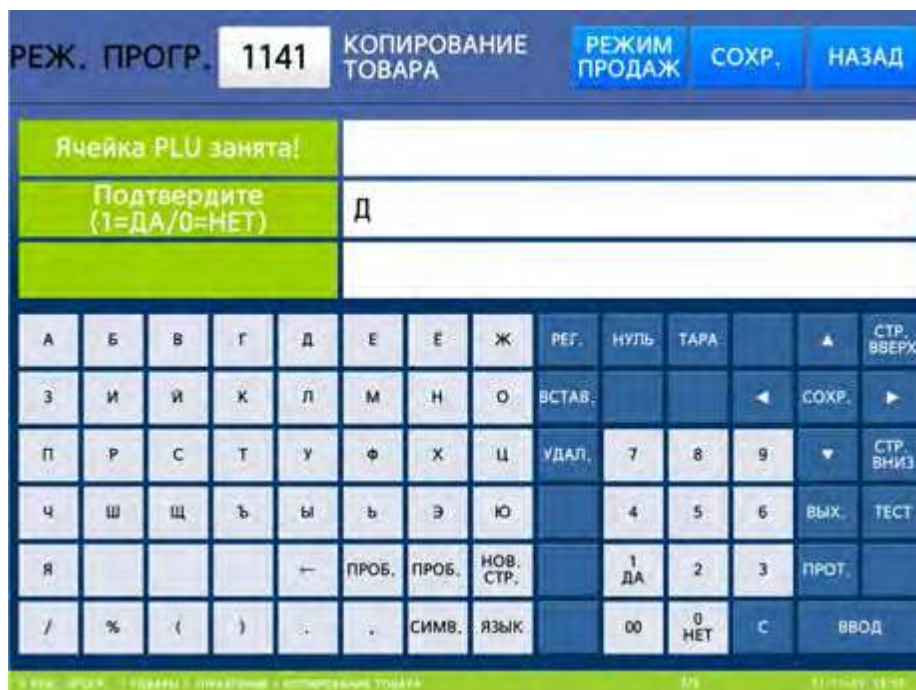 РЕЖ. ПРОГР. 1141 КОПИРОВАНИЕ ТОВАРА РЕЖИМ ПРОДАЖ СОХР. НАЗАД
Ячейка PLU занята!
Подтвердите
(1=ДА/0=НЕТ) Д
А Б В Г Д Е Ё Ж РЕГ. НУЛЬ ТАРА ▲ СТР. ВВЕРХ
З И Й К Л М Н О ВСТАВ. ◀ СОХР. ▶
П Р С Т У Ф Х Ц УДАЛ. 7 8 9 ▼ СТР. ВНИЗ
Ч Ш Щ Ъ Ы Ь Э Ю 4 5 6 ВЫХ. ТЕСТ
Я ← ПРОБ. ПРОБ. НОВ. СТР. 1 ДА 2 3 ПРОТ.
/ % ( ) . , СИМВ. ЯЗЫК 00 0 НЕТ С ВВОД